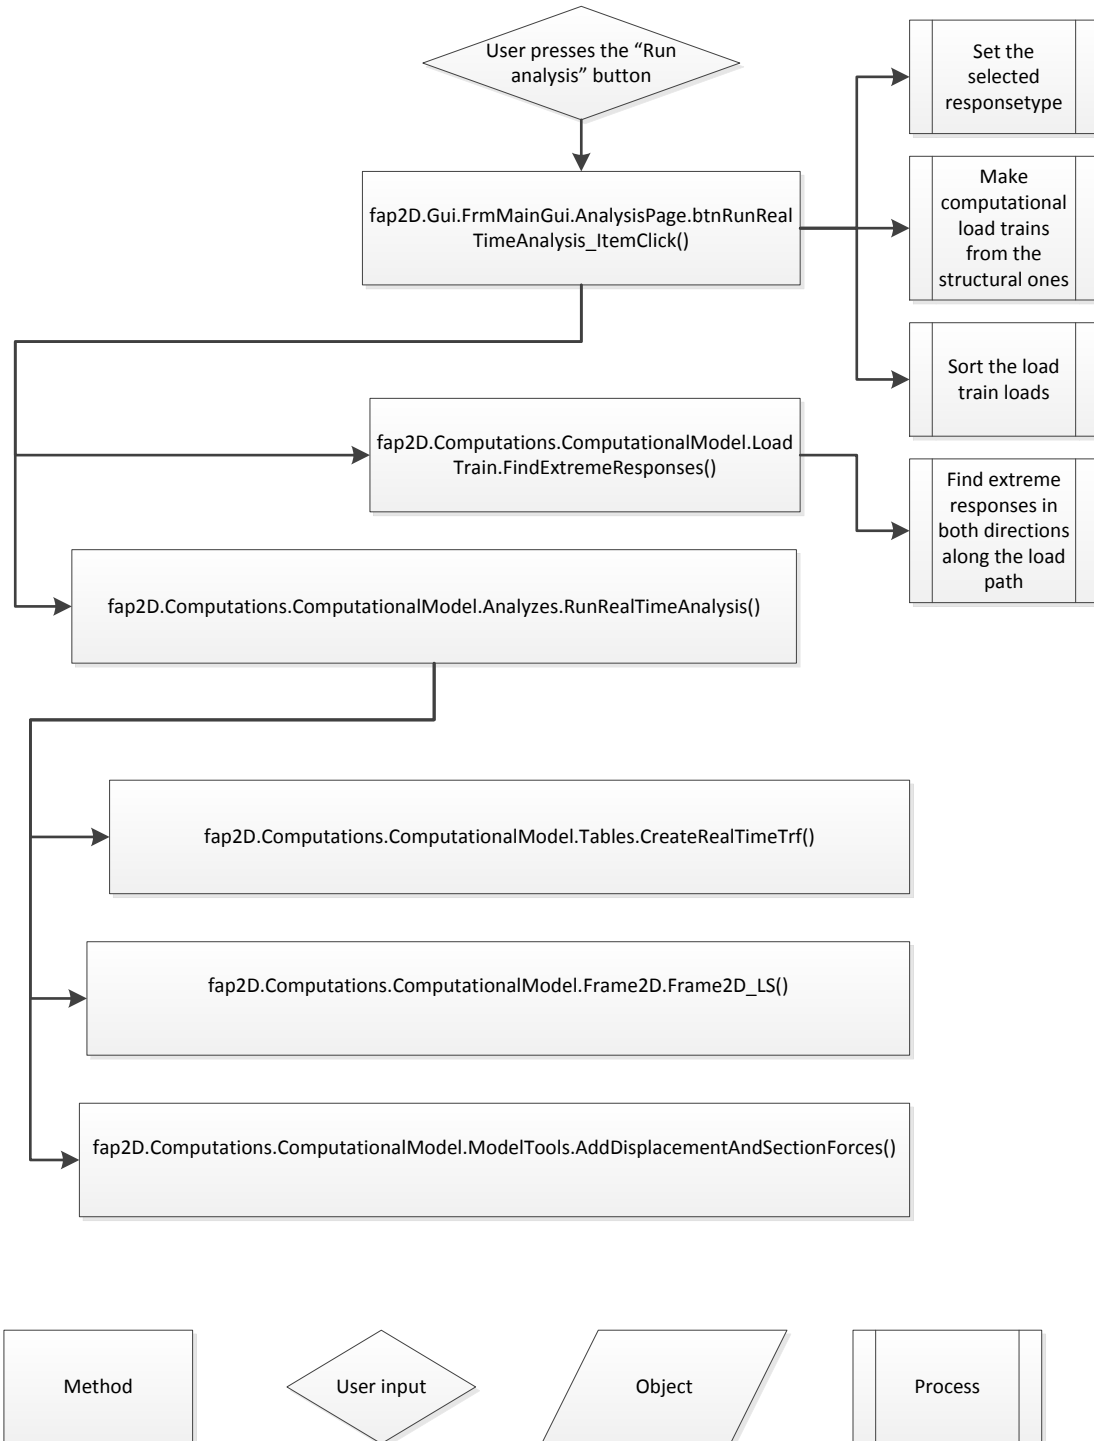 User presses the “Run
analysis” button
Set the
selected
responsetype
fap2D.Gui.FrmMainGui.AnalysisPage.btnRunReal
TimeAnalysis_ItemClick()
Make
computational
load trains
from the
structural ones
Sort the load
train loads
fap2D.Computations.ComputationalModel.Load
Train.FindExtremeResponses()
Find extreme
responses in
both directions
along the load
path
fap2D.Computations.ComputationalModel.Analyzes.RunRealTimeAnalysis()
fap2D.Computations.ComputationalModel.Tables.CreateRealTimeTrf()
fap2D.Computations.ComputationalModel.Frame2D.Frame2D_LS()
fap2D.Computations.ComputationalModel.ModelTools.AddDisplacementAndSectionForces()
Method
User input
Object
Process